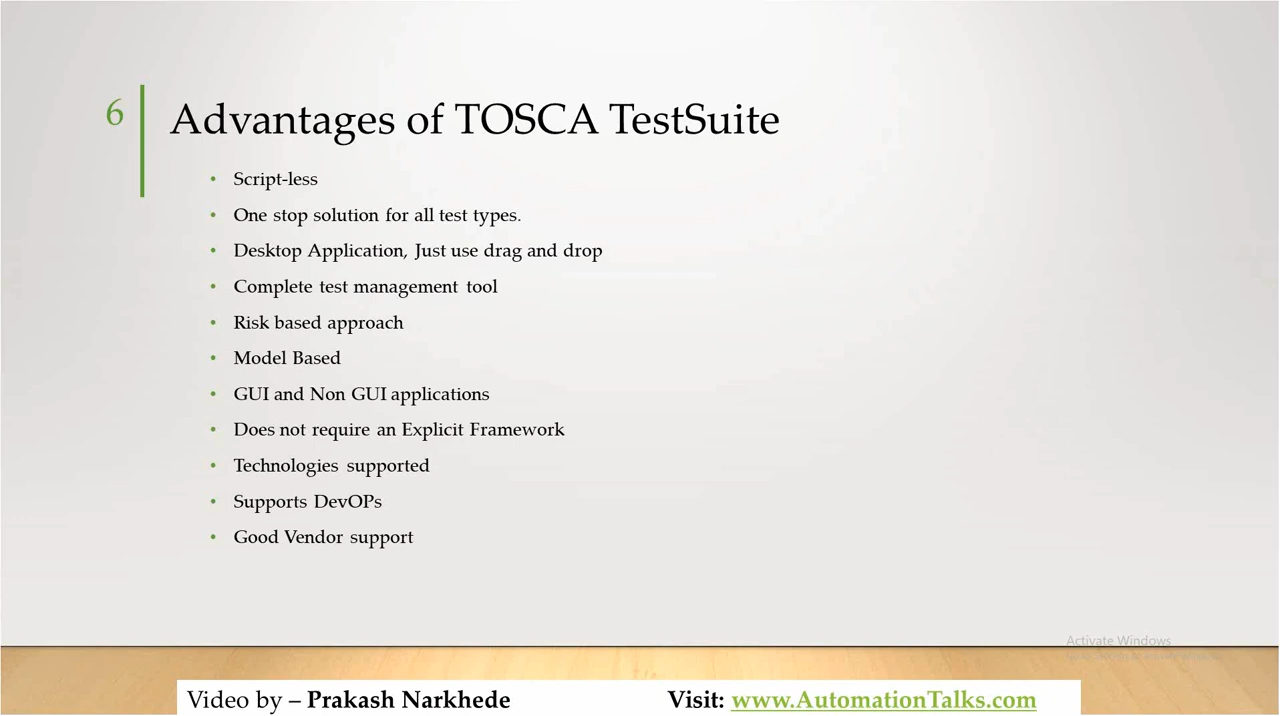 6
Advantages of TOSCA TestSuite
• Script-less
• One stop solution for all test types.
• Desktop Application, Just use drag and drop
• Complete test management tool
• Risk based approach
• Model Based
• GUI and Non GUI applications
• Does not require an Explicit Framework
• Technologies supported
• Supports DevOPs
• Good Vendor support
Activate Windows
Video by – Prakash Narkhede Visit: www.AutomationTalks.com